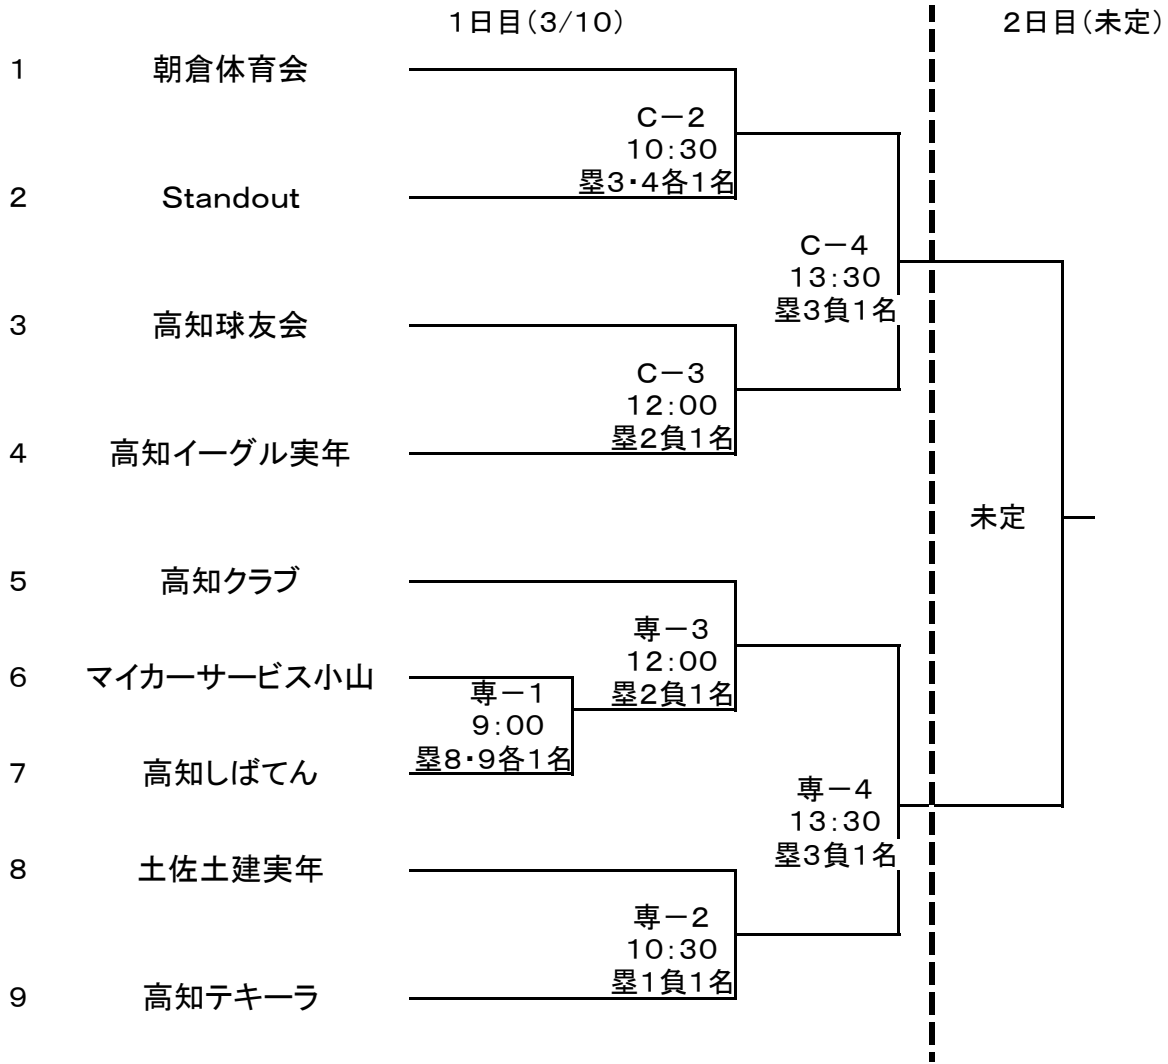 １日目（３/１０）
２日目（未定）
１ 朝倉体育会
Ｃ－２
１０：３０
塁３・４各１名
２ Ｓｔａｎｄｏｕｔ
Ｃ－４
１３：３０
塁３負１名
３ 高知球友会
Ｃ－３
１２：００
塁２負１名
４ 高知イーグル実年
未定
５ 高知クラブ
専－３
１２：００
塁２負１名
６ マイカーサービス小山
専－１
９：００
塁８・９各１名
７ 高知しばてん
専－４
１３：３０
塁３負１名
８ 土佐土建実年
専－２
１０：３０
塁１負１名
９ 高知テキーラ